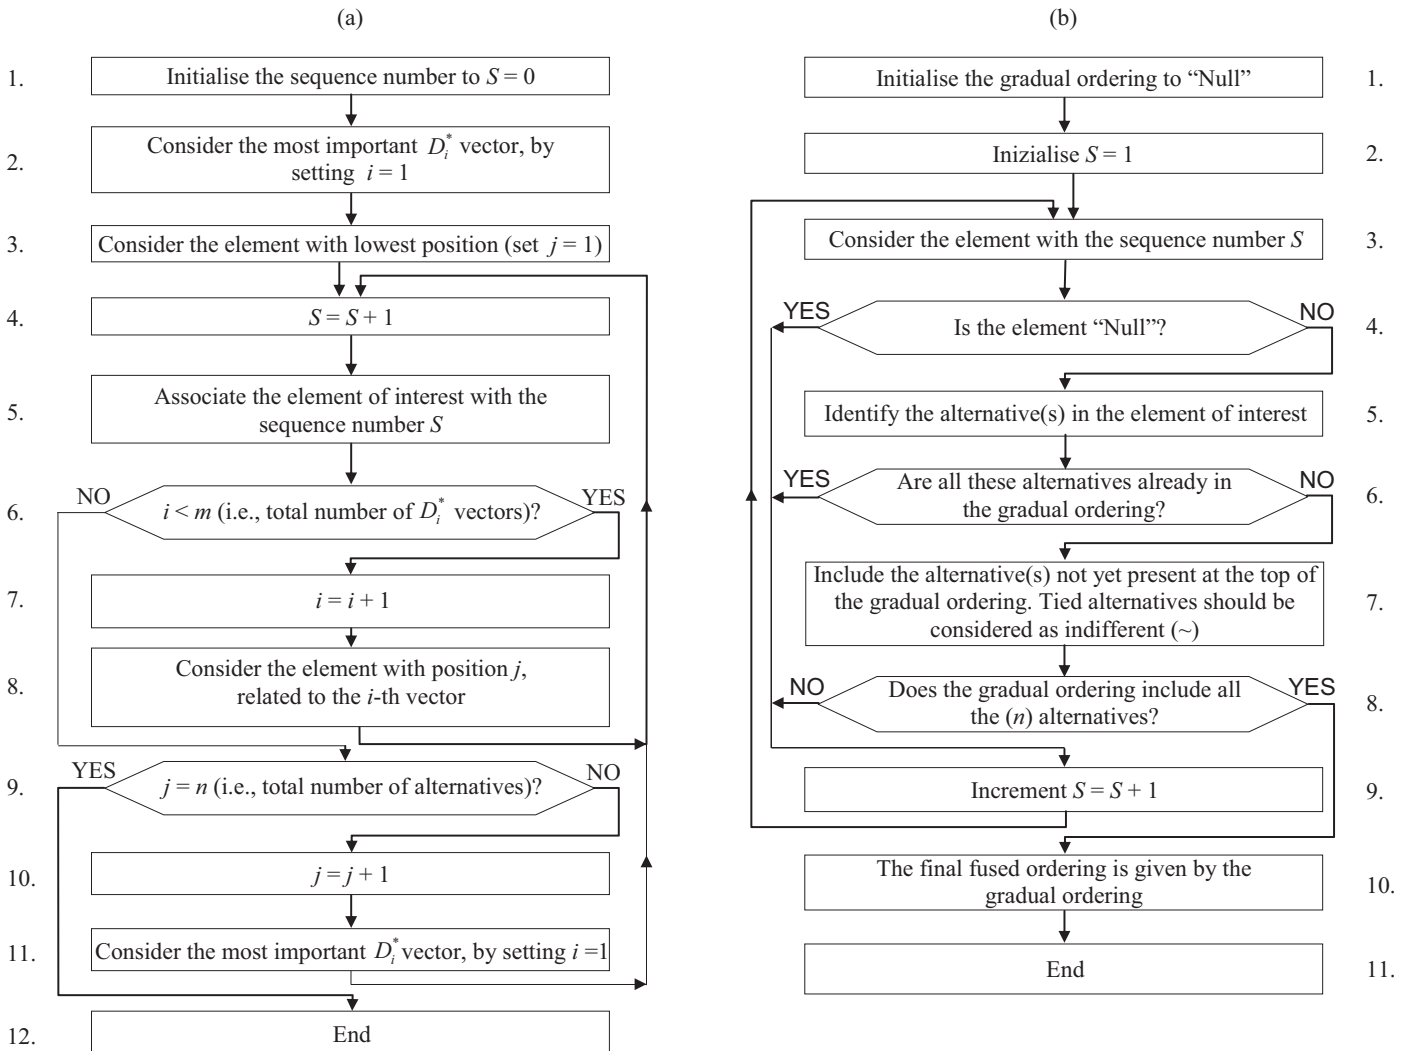 (a)
1.
Initialise the sequence number to S = 0
2.
Consider the most important D_i^* vector, by
setting i = 1
3.
Consider the element with lowest position (set j = 1)
4.
S = S + 1
5.
Associate the element of interest with the
sequence number S
NO
YES
6.
i < m (i.e., total number of D_i^* vectors)?
7.
i = i + 1
8.
Consider the element with position j,
related to the i-th vector
YES
NO
9.
j = n (i.e., total number of alternatives)?
10.
j = j + 1
11.
Consider the most important D_i^* vector, by setting i =1
12.
End
(b)
Initialise the gradual ordering to “Null”
1.
Inizialise S = 1
2.
Consider the element with the sequence number S
3.
YES
NO
Is the element “Null”?
4.
Identify the alternative(s) in the element of interest
5.
YES
NO
Are all these alternatives already in
the gradual ordering?
6.
Include the alternative(s) not yet present at the top of
the gradual ordering. Tied alternatives should be
considered as indifferent (~)
7.
NO
YES
Does the gradual ordering include all
the (n) alternatives?
8.
Increment S = S + 1
9.
The final fused ordering is given by the
gradual ordering
10.
End
11.